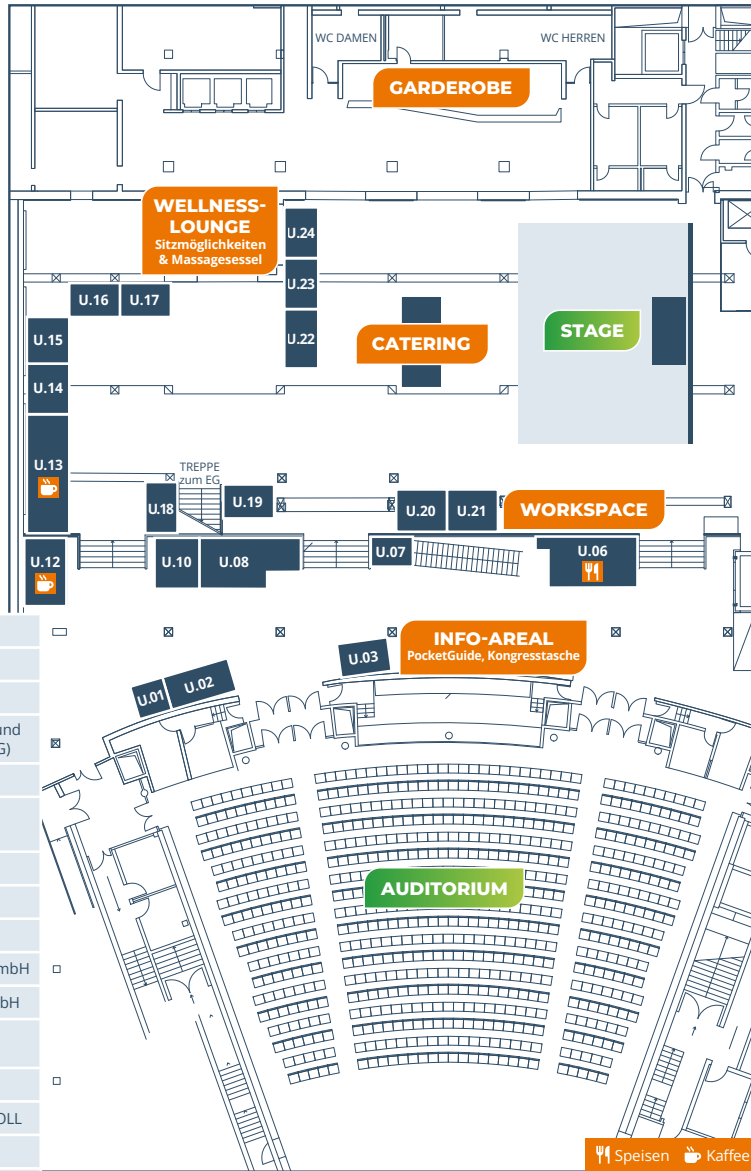 WC DAMEN
WC HERREN
GARDEROBE
WELLNESS-
LOUNGE
Sitzmöglichkeiten
& Massagesessel
U.24
U.23
U.22
U.16
U.17
U.15
U.14
U.13
CATERING
STAGE
TREPPE
zum EG
U.18
U.19
U.20
U.21
WORKSPACE
U.12
U.10
U.08
U.07
U.06
INFO-AREAL
PocketGuide, Kongresstasche
U.03
U.01
U.02
und
G)
mbH
bH
OLL
AUDITORIUM
Speisen
Kaffee